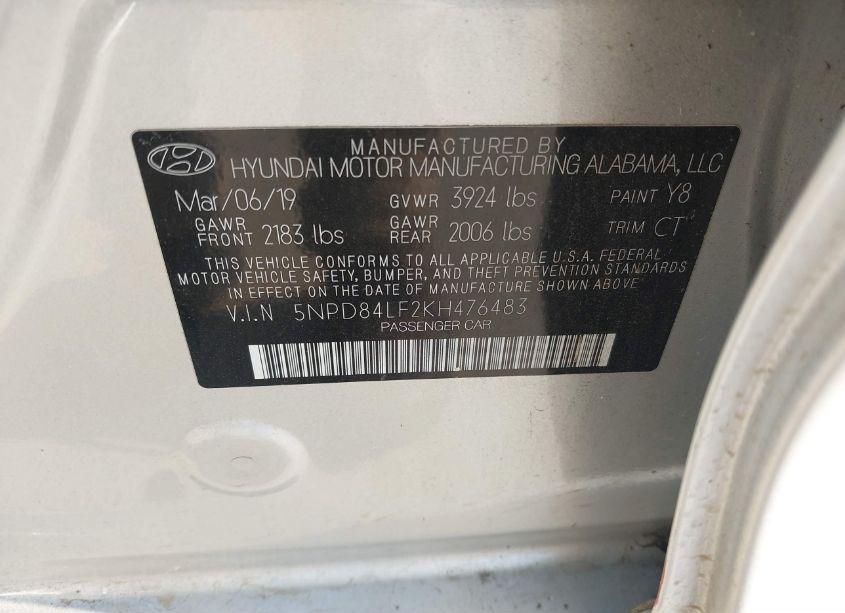 MANUFACTURED BY
HYUNDAI MOTOR MANUFACTURING ALABAMA, LLC
Mar/06/19 GVWR 3924 lbs PAINT Y8
GAWR FRONT 2183 lbs GAWR REAR 2006 lbs TRIM CT
THIS VEHICLE CONFORMS TO ALL APPLICABLE U.S.A. FEDERAL
MOTOR VEHICLE SAFETY, BUMPER, AND THEFT PREVENTION STANDARDS
IN EFFECT ON THE DATE OF MANUFACTURE SHOWN ABOVE
V.I.N 5NPD84LF2KH476483
PASSENGER CAR